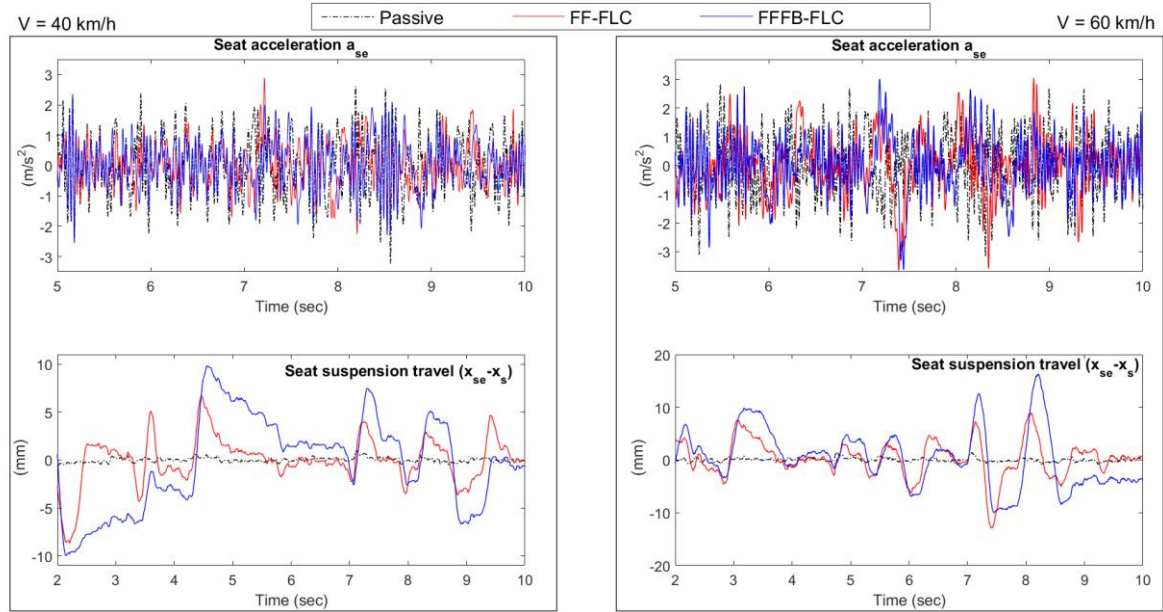 V = 40 km/h
Passive FF-FLC FFFB-FLC
V = 60 km/h
Seat acceleration a_se
3
2
1
0
-1
-2
-3
(m/s²)
5 6 7 8 9 10
Time (sec)
Seat suspension travel (x_se-x_s)
10
5
0
-5
-10
(mm)
2 3 4 5 6 7 8 9 10
Time (sec)
Seat acceleration a_se
3
2
1
0
-1
-2
-3
(m/s²)
5 6 7 8 9 10
Time (sec)
Seat suspension travel (x_se-x_s)
20
10
0
-10
-20
(mm)
2 3 4 5 6 7 8 9 10
Time (sec)